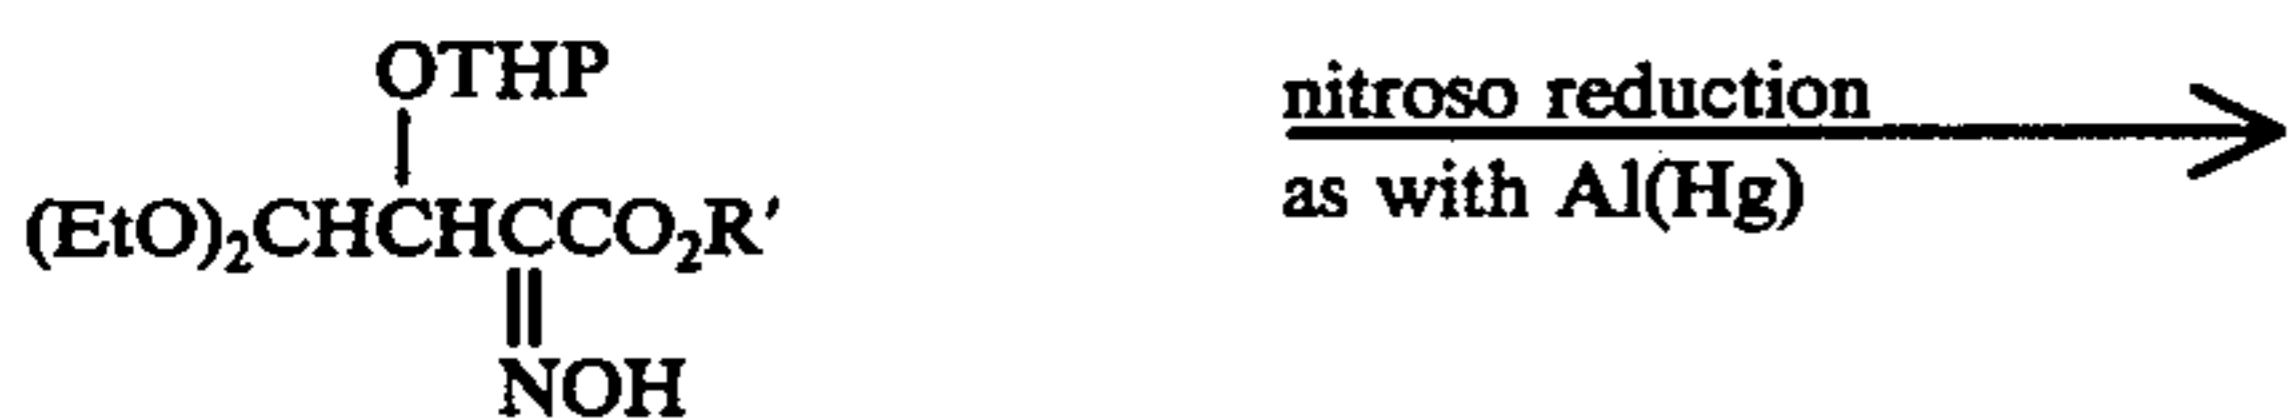 OTHP
(EtO)₂CHCHCCO₂R′
NOH
nitroso reduction
as with Al(Hg)